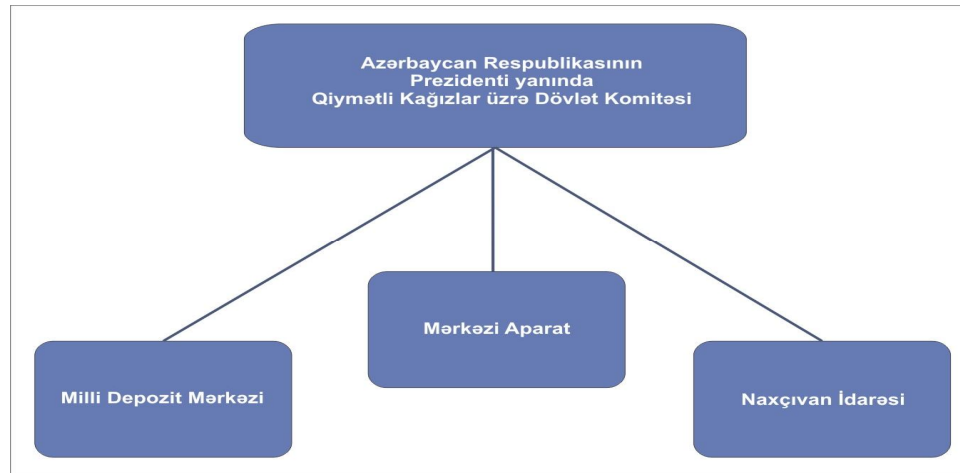 Azərbaycan Respublikasının
Prezidenti yanında
Qiymətli Kağızlar üzrə Dövlət Komitəsi
Mərkəzi Aparat
Milli Depozit Mərkəzi
Naxçıvan İdarəsi